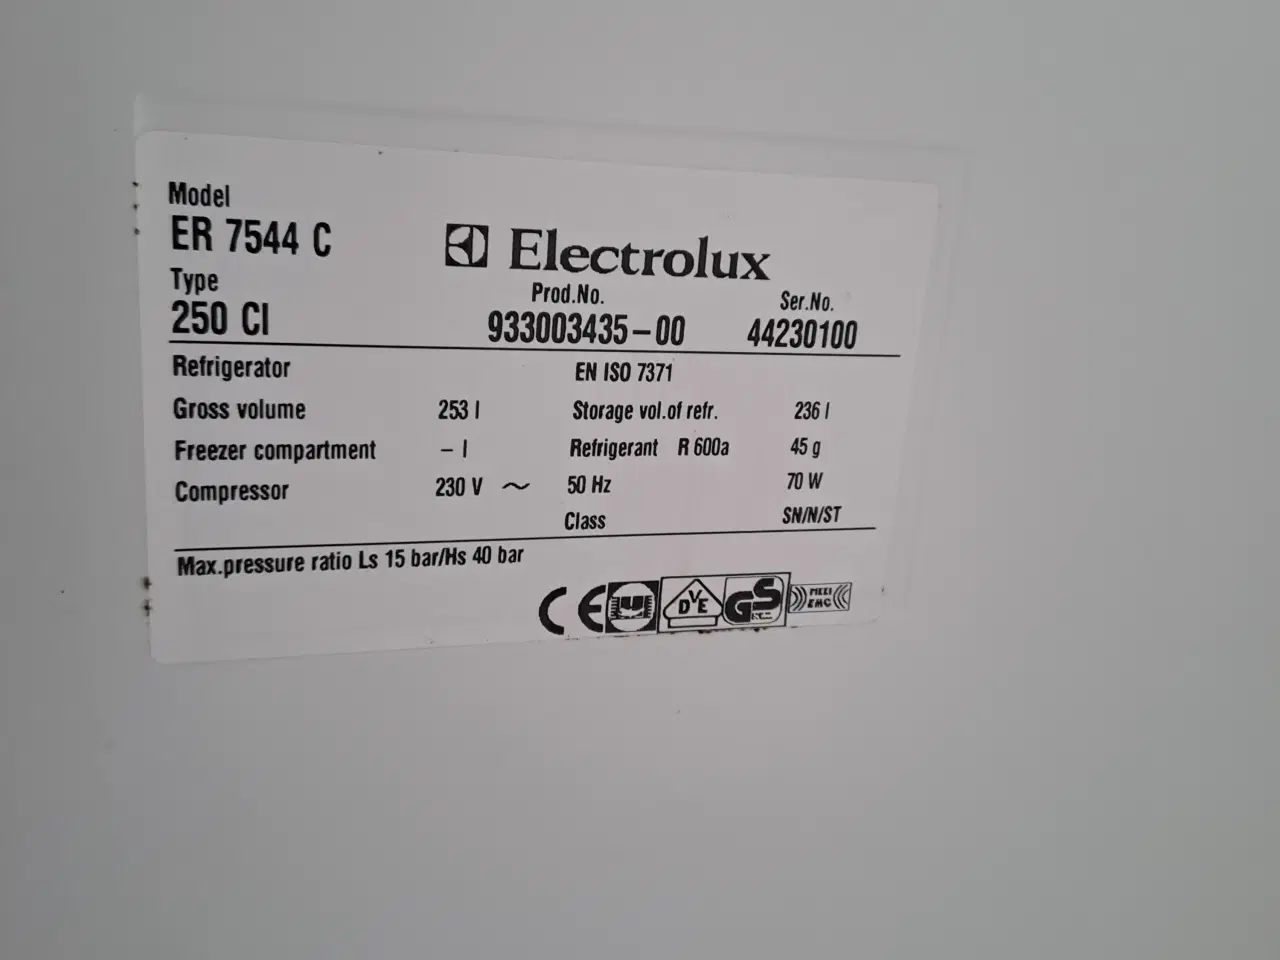 Model
ER 7544 C
Electrolux
Type
250 CI
Prod.No.
933003435-00
Ser.No.
44230100
Refrigerator EN ISO 7371
Gross volume 253 l Storage vol.of refr. 236 l
Freezer compartment – l Refrigerant R 600a 45 g
Compressor 230 V ~ 50 Hz 70 W
Class SN/N/ST
Max.pressure ratio Ls 15 bar/Hs 40 bar
CE DVE GS EMC